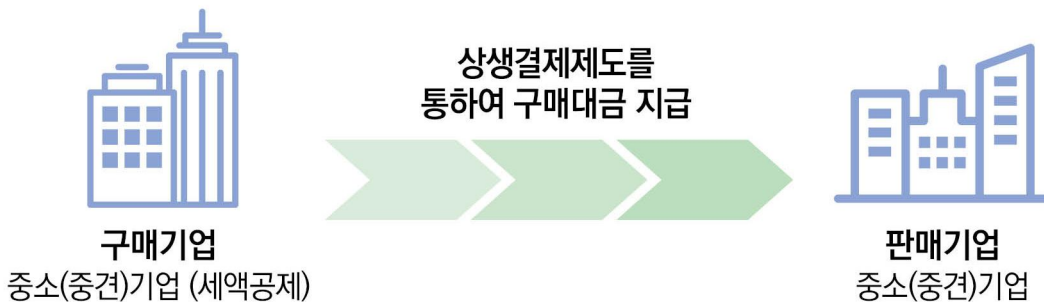 상생결제제도를
통하여 구매대금 지급
구매기업
중소(중견)기업 (세액공제)
판매기업
중소(중견)기업